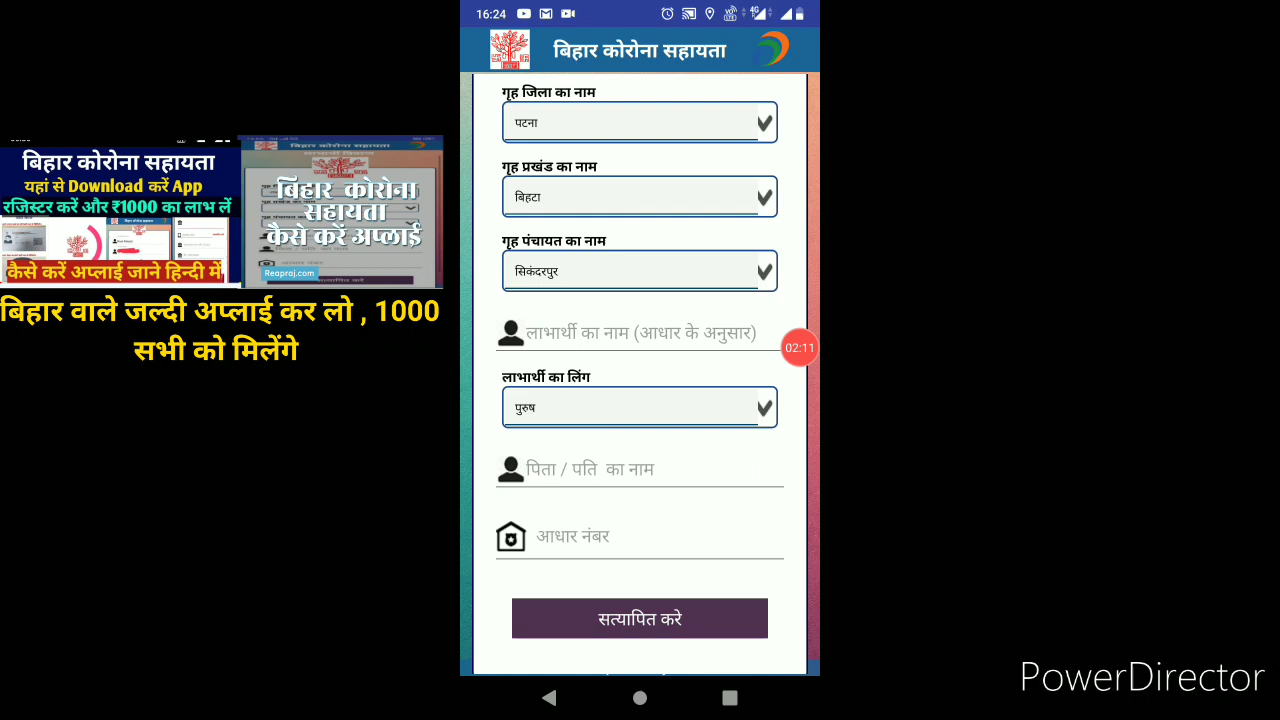 बिहार कोरोना सहायता
यहां से Download करें App
रजिस्टर करें और ₹1000 का लाभ लें
कैसे करें अप्लाई जाने हिन्दी में
बिहार कोरोना
सहायता
कैसे करें अप्लाई
Reapraj.com
बिहार वाले जल्दी अप्लाई कर लो , 1000
सभी को मिलेंगे
16:24
4G
बिहार कोरोना सहायता
गृह जिला का नाम
पटना
गृह प्रखंड का नाम
बिहटा
गृह पंचायत का नाम
सिकंदरपुर
लाभार्थी का नाम (आधार के अनुसार)
02:11
लाभार्थी का लिंग
पुरुष
पिता / पति का नाम
आधार नंबर
सत्यापित करे
PowerDirector